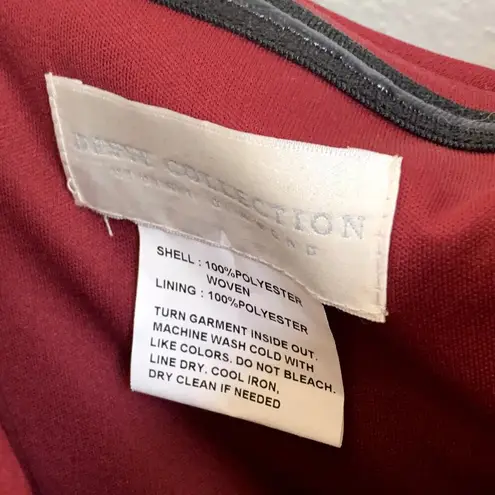 COLLECTION
SHELL : 100%POLYESTER
WOVEN
LINING : 100%POLYESTER
TURN GARMENT INSIDE OUT.
MACHINE WASH COLD WITH
LIKE COLORS. DO NOT BLEACH.
LINE DRY. COOL IRON,
DRY CLEAN IF NEEDED